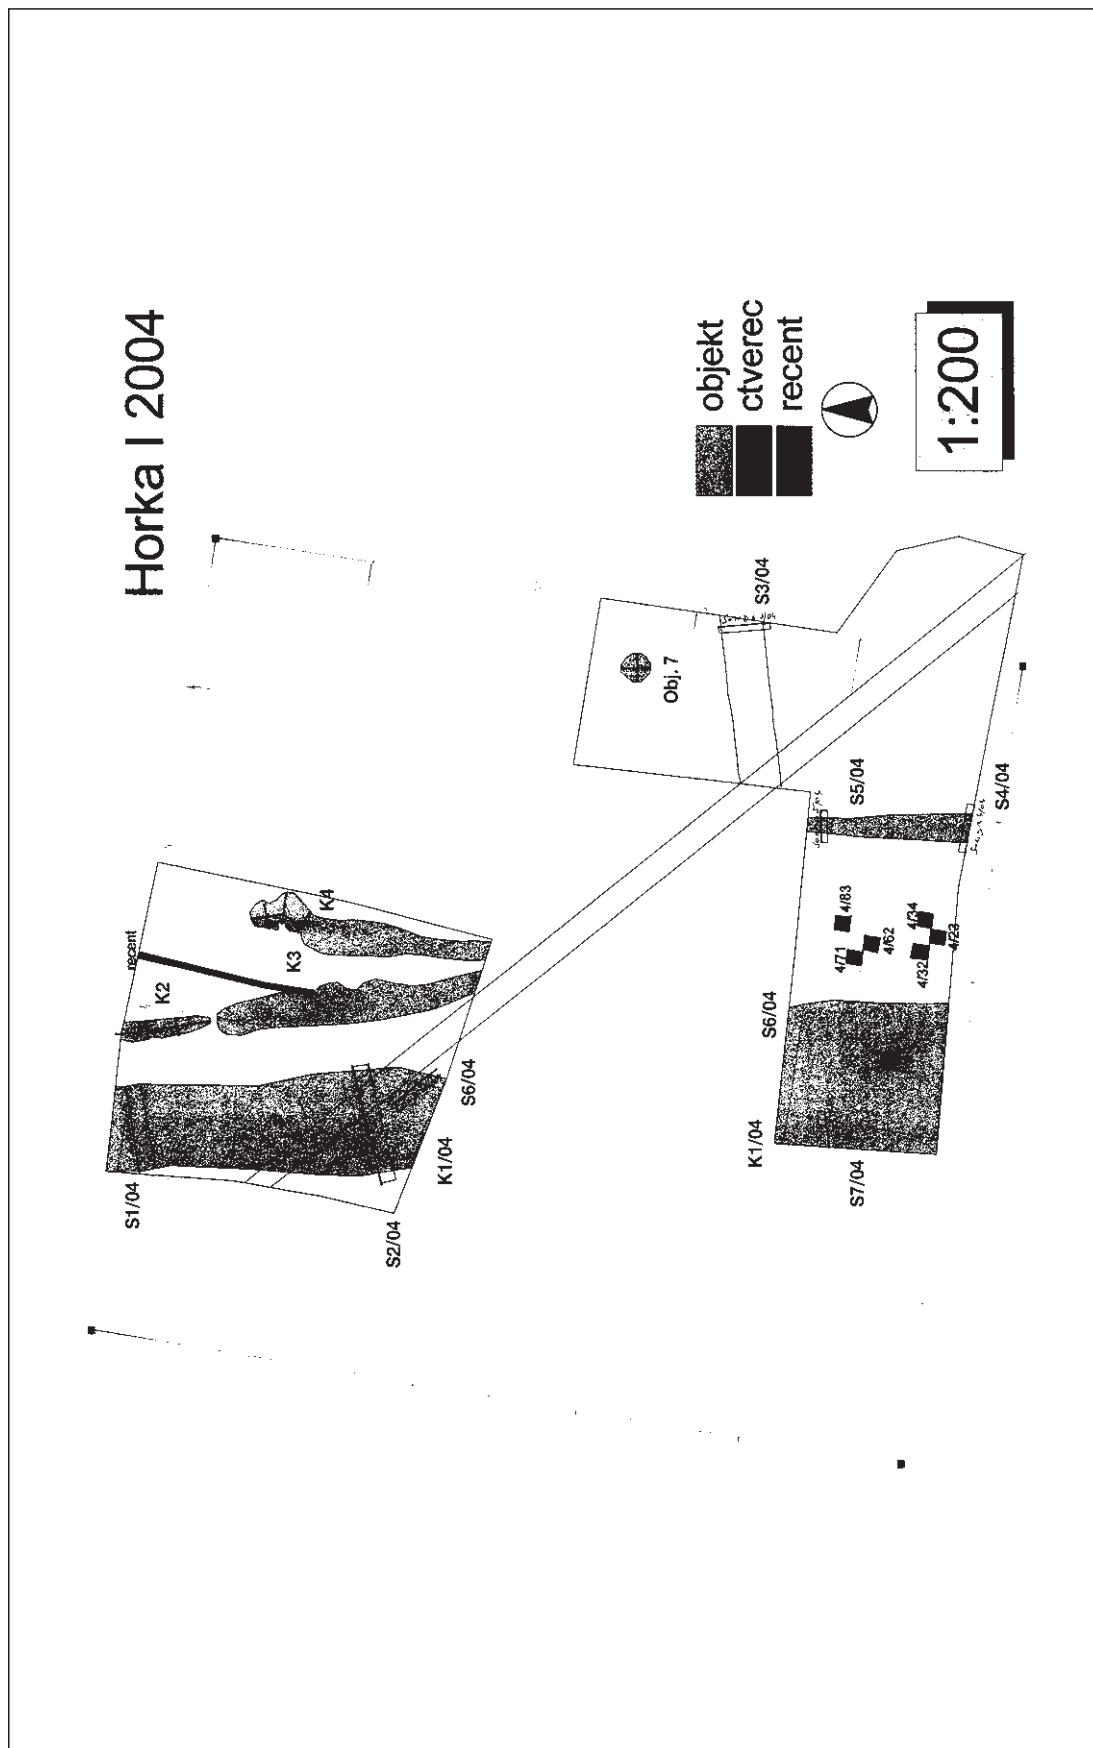 Horka I 2004
objekt
ctverec
recent
1:200
recent
K2
K3
K4
S1/04
S2/04
K1/04
S6/04
Obj. 7
S3/04
S5/04
S4/04
4/83
4/71
4/62
4/34
4/32
4/23
S6/04
K1/04
S7/04